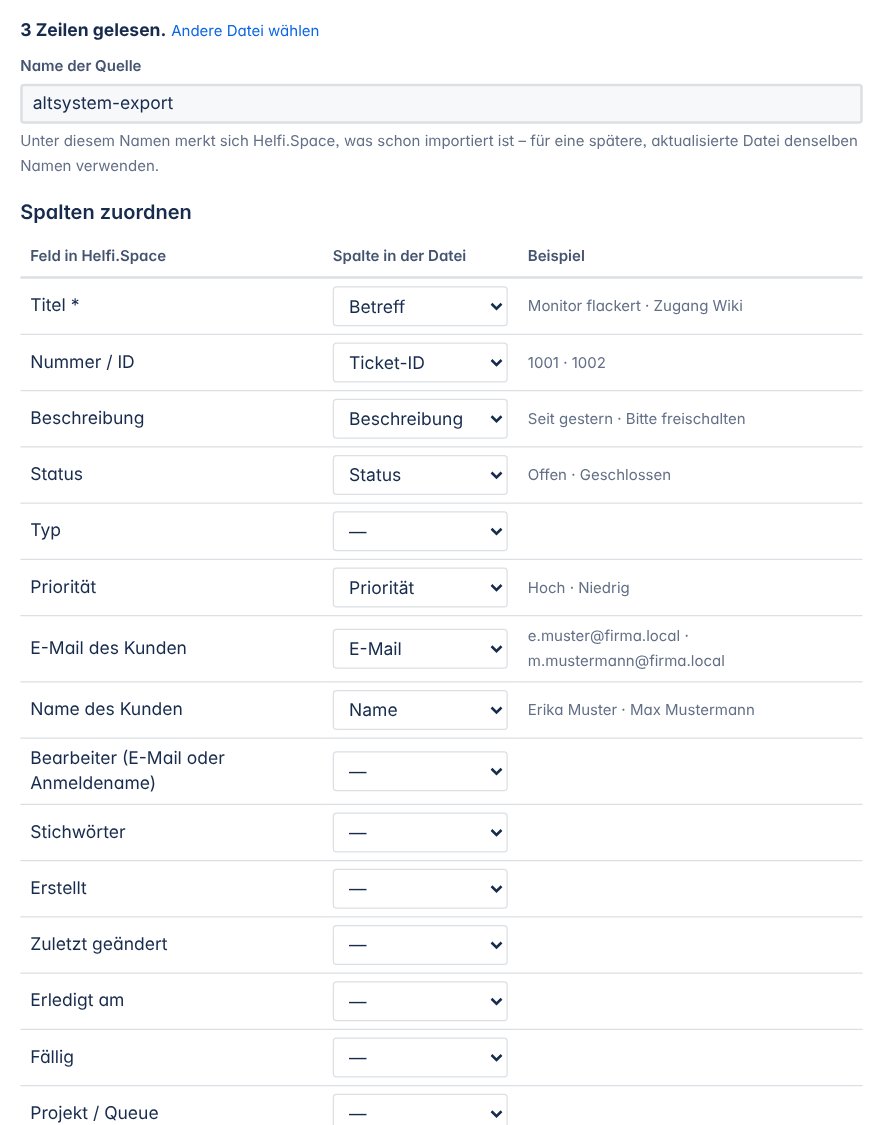 3 Zeilen gelesen. Andere Datei wählen
Name der Quelle
altsystem-export
Unter diesem Namen merkt sich Helfi.Space, was schon importiert ist – für eine spätere, aktualisierte Datei denselben
Namen verwenden.
Spalten zuordnen
Feld in Helfi.Space Spalte in der Datei Beispiel
Titel * Betreff Monitor flackert · Zugang Wiki
Nummer / ID Ticket-ID 1001 · 1002
Beschreibung Beschreibung Seit gestern · Bitte freischalten
Status Status Offen · Geschlossen
Typ —
Priorität Priorität Hoch · Niedrig
E-Mail des Kunden E-Mail e.muster@firma.local ·
m.mustermann@firma.local
Name des Kunden Name Erika Muster · Max Mustermann
Bearbeiter (E-Mail oder
Anmeldename) —
Stichwörter —
Erstellt —
Zuletzt geändert —
Erledigt am —
Fällig —
Projekt / Queue —